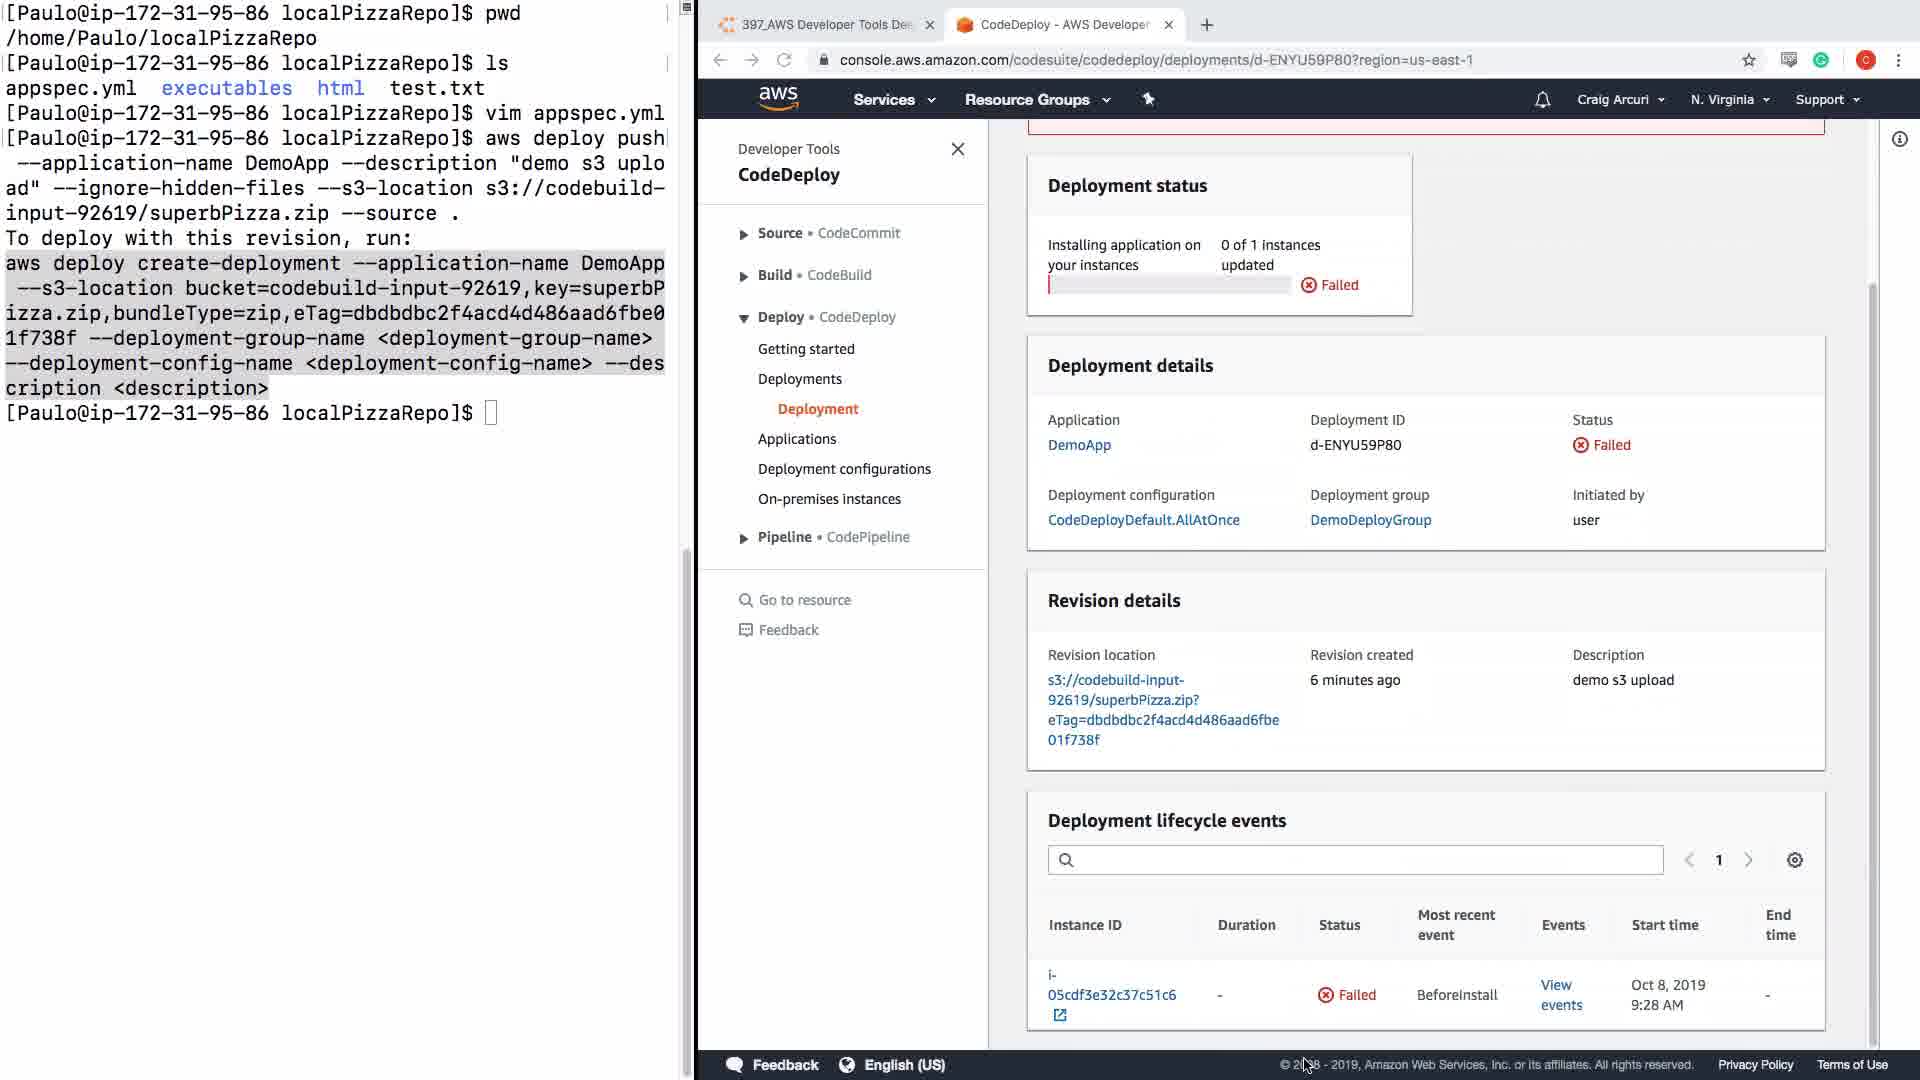 [Paulo@ip-172-31-95-86 localPizzaRepo]$ pwd
/home/Paulo/localPizzaRepo
[Paulo@ip-172-31-95-86 localPizzaRepo]$ ls
appspec.yml executables html test.txt
[Paulo@ip-172-31-95-86 localPizzaRepo]$ vim appspec.yml
[Paulo@ip-172-31-95-86 localPizzaRepo]$ aws deploy push
--application-name DemoApp --description "demo s3 uplo
ad" --ignore-hidden-files --s3-location s3://codebuild-
input-92619/superbPizza.zip --source .
To deploy with this revision, run:
aws deploy create-deployment --application-name DemoApp
--s3-location bucket=codebuild-input-92619,key=superbP
izza.zip,bundleType=zip,eTag=dbdbdbc2f4acd4d486aad6fbe0
1f738f --deployment-group-name <deployment-group-name>
--deployment-config-name <deployment-config-name> --des
cription <description>
[Paulo@ip-172-31-95-86 localPizzaRepo]$
397_AWS Developer Tools De
CodeDeploy - AWS Developer
console.aws.amazon.com/codesuite/codedeploy/deployments/d-ENYU59P80?region=us-east-1
C
aws
Services
Resource Groups
Craig Arcuri
N. Virginia
Support
Developer Tools
CodeDeploy
Source • CodeCommit
Build • CodeBuild
Deploy • CodeDeploy
Getting started
Deployments
Deployment
Applications
Deployment configurations
On-premises instances
Pipeline • CodePipeline
Go to resource
Feedback
Deployment status
Installing application on
your instances
0 of 1 instances
updated
Failed
Deployment details
Application
Deployment ID
Status
DemoApp
d-ENYU59P80
Failed
Deployment configuration
Deployment group
Initiated by
CodeDeployDefault.AllAtOnce
DemoDeployGroup
user
Revision details
Revision location
Revision created
Description
s3://codebuild-input-
92619/superbPizza.zip?
eTag=dbdbdbc2f4acd4d486aad6fbe
01f738f
6 minutes ago
demo s3 upload
Deployment lifecycle events
1
Instance ID
Duration
Status
Most recent
event
Events
Start time
End
time
i-
05cdf3e32c37c51c6
-
Failed
BeforeInstall
View
events
Oct 8, 2019
9:28 AM
-
Feedback
English (US)
© - 2019, Amazon Web Services, Inc. or its affiliates. All rights reserved.
Privacy Policy
Terms of Use